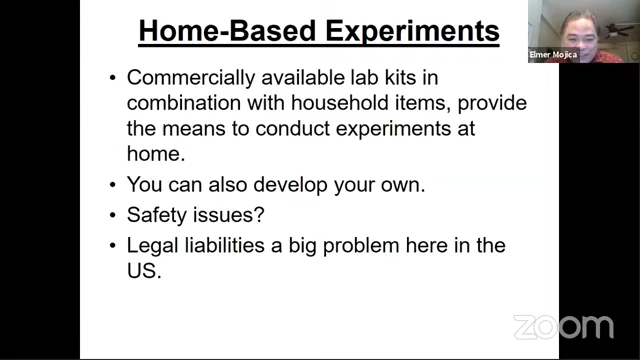 Home-Based Experiments
Elmer Mojica
• Commercially available lab kits in
combination with household items, provide
the means to conduct experiments at
home.
• You can also develop your own.
• Safety issues?
• Legal liabilities a big problem here in the
US.
zoom